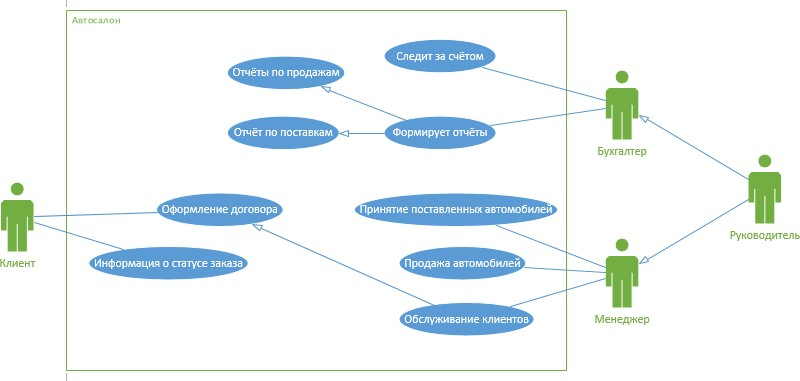 Автосалон
Следит за счётом
Отчёты по продажам
Отчёт по поставкам
Формирует отчёты
Бухгалтер
Оформление договора
Принятие поставленных автомобилей
Руководитель
Клиент
Информация о статусе заказа
Продажа автомобилей
Обслуживание клиентов
Менеджер